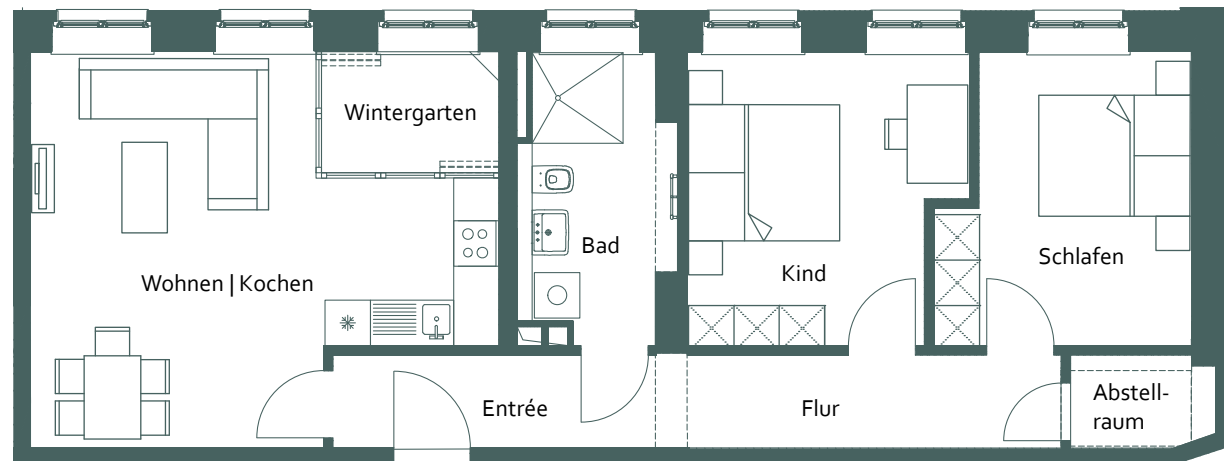 Wintergarten
Wohnen | Kochen
Bad
Kind
Schlafen
Entrée
Flur
Abstell-
raum